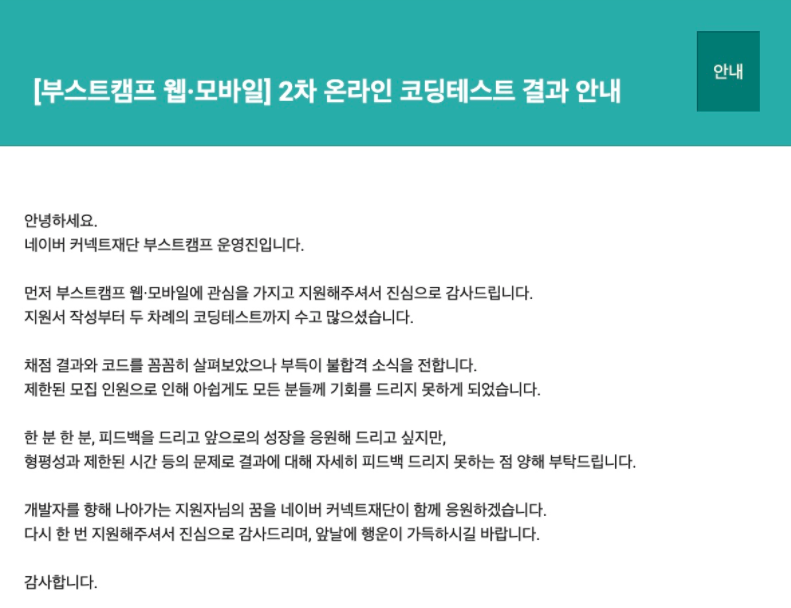 [부스트캠프 웹·모바일] 2차 온라인 코딩테스트 결과 안내
안내
안녕하세요.
네이버 커넥트재단 부스트캠프 운영진입니다.
먼저 부스트캠프 웹·모바일에 관심을 가지고 지원해주셔서 진심으로 감사드립니다.
지원서 작성부터 두 차례의 코딩테스트까지 수고 많으셨습니다.
채점 결과와 코드를 꼼꼼히 살펴보았으나 부득이 불합격 소식을 전합니다.
제한된 모집 인원으로 인해 아쉽게도 모든 분들께 기회를 드리지 못하게 되었습니다.
한 분 한 분, 피드백을 드리고 앞으로의 성장을 응원해 드리고 싶지만,
형평성과 제한된 시간 등의 문제로 결과에 대해 자세히 피드백 드리지 못하는 점 양해 부탁드립니다.
개발자를 향해 나아가는 지원자님의 꿈을 네이버 커넥트재단이 함께 응원하겠습니다.
다시 한 번 지원해주셔서 진심으로 감사드리며, 앞날에 행운이 가득하시길 바랍니다.
감사합니다.